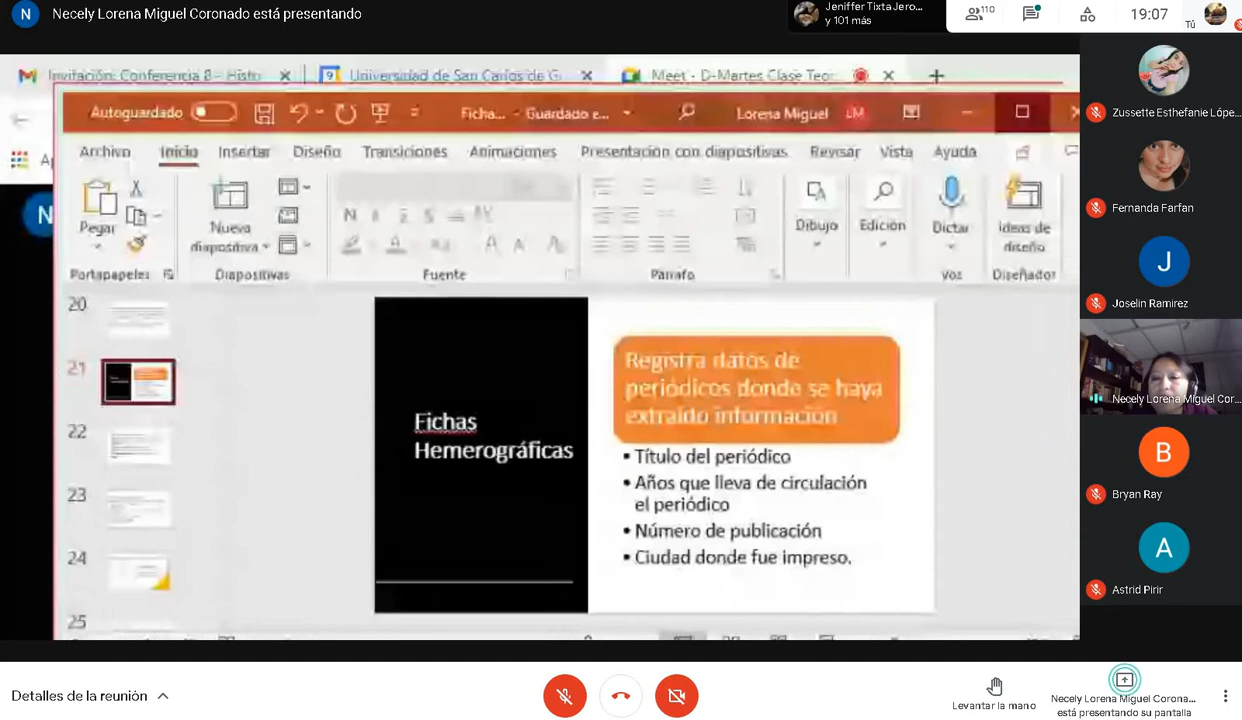 N
Necely Lorena Miguel Coronado está presentando
Jeniffer Tixta Jero...
y 101 más
110
19:07
Tú
Invitación: Conferencia 8 - Histo
Universidad de San Carlos de G
Meet - D-Martes Clase Teor
Autoguardado
Ficha... - Guardado e...
Lorena Miguel
LM
Archivo
Inicio
Insertar
Diseño
Transiciones
Animaciones
Presentación con diapositivas
Revisar
Vista
Ayuda
N
Pegar
Nueva
diapositiva
Dibujo
Edición
Dictar
Ideas de
diseño
Portapapeles
Diapositivas
Fuente
Párrafo
Voz
Diseñador
20
21
22
23
24
25
Fichas
Hemerográficas
Registra datos de
periódicos donde se haya
extraído información
• Título del periódico
• Años que lleva de circulación
el periódico
• Número de publicación
• Ciudad donde fue impreso.
Zussette Esthefanie Lópe...
Fernanda Farfan
J
Joselin Ramirez
Necely Lorena Miguel Cor...
B
Bryan Ray
A
Astrid Pirir
Detalles de la reunión
Levantar la mano
Necely Lorena Miguel Corona...
está presentando su pantalla